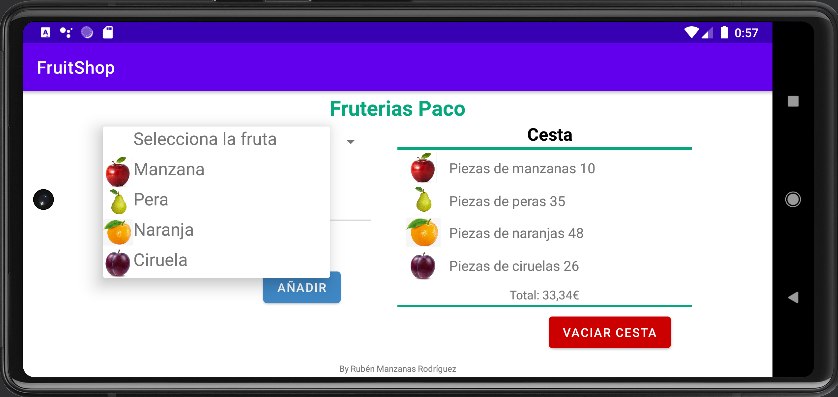 0:57
FruitShop
Fruterias Paco
Selecciona la fruta
Manzana
Pera
Naranja
Ciruela
AÑADIR
Cesta
Piezas de manzanas 10
Piezas de peras 35
Piezas de naranjas 48
Piezas de ciruelas 26
Total: 33,34€
VACIAR CESTA
By Rubén Manzanas Rodríguez